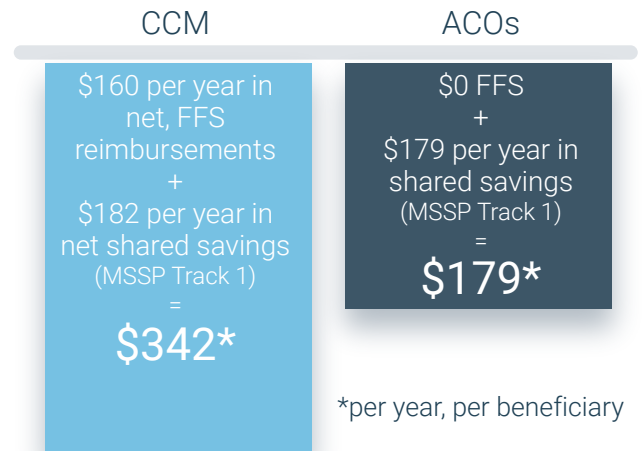 CCM
$160 per year in
net, FFS
reimbursements
+
$182 per year in
net shared savings
(MSSP Track 1)
=
$342*
ACOs
$0 FFS
+
$179 per year in
shared savings
(MSSP Track 1)
=
$179*
*per year, per beneficiary